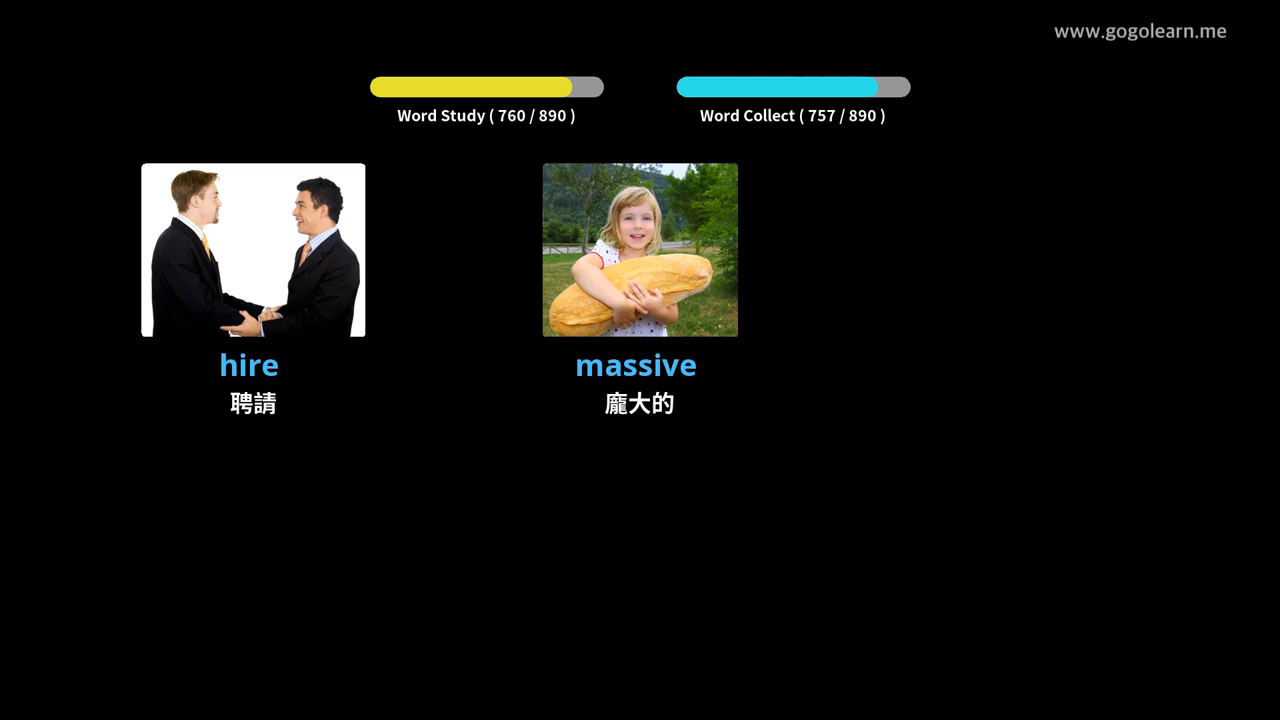 www.gogolearn.me
Word Study ( 760 / 890 )
Word Collect ( 757 / 890 )
hire
massive
聘請
龐大的